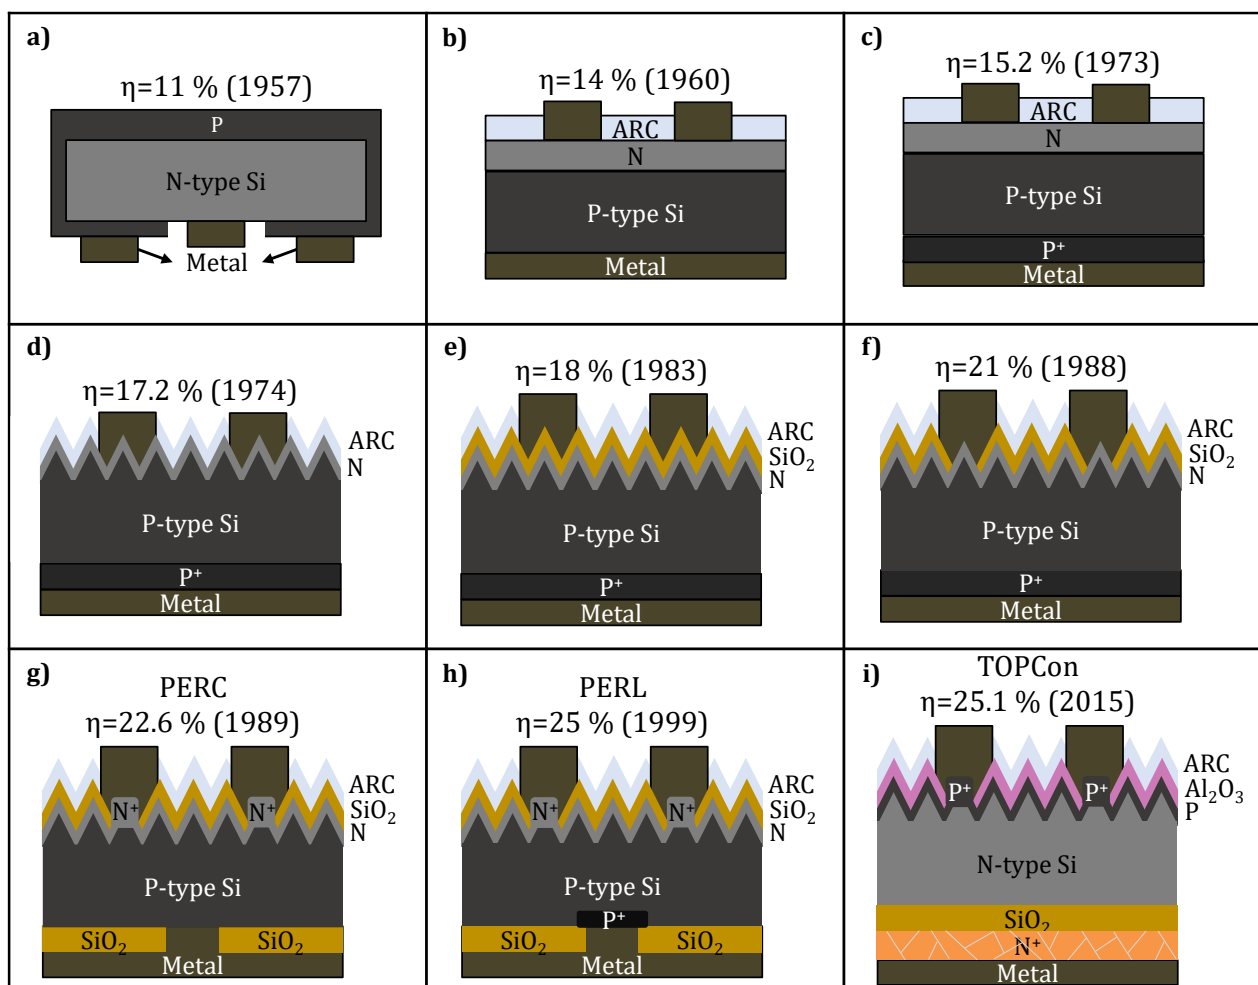 a)
η=11 % (1957)
P
N-type Si
Metal
b)
η=14 % (1960)
ARC
N
P-type Si
Metal
c)
η=15.2 % (1973)
ARC
N
P-type Si
P⁺
Metal
d)
η=17.2 % (1974)
ARC
N
P-type Si
P⁺
Metal
e)
η=18 % (1983)
ARC
SiO₂
N
P-type Si
P⁺
Metal
f)
η=21 % (1988)
ARC
SiO₂
N
P-type Si
P⁺
Metal
g)
PERC
η=22.6 % (1989)
ARC
SiO₂
N
N⁺ N⁺
P-type Si
SiO₂ SiO₂
Metal
h)
PERL
η=25 % (1999)
ARC
SiO₂
N
N⁺ N⁺
P-type Si
P⁺
SiO₂ SiO₂
Metal
i)
TOPCon
η=25.1 % (2015)
ARC
Al₂O₃
P
P⁺ P⁺
N-type Si
SiO₂
N⁺
Metal